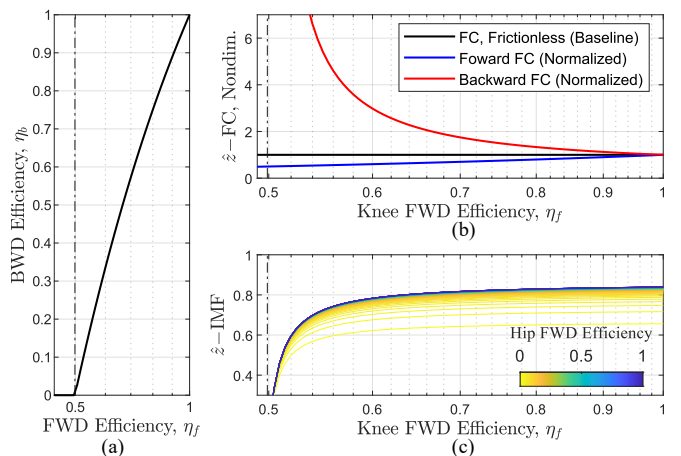 1
0.9
0.8
0.7
0.6
0.5
0.4
0.3
0.2
0.1
0
BWD Efficiency, η_b
0.5 1
FWD Efficiency, η_f
(a)
6
4
2
0
ẑ−FC, Nondim.
FC, Frictionless (Baseline)
Foward FC (Normalized)
Backward FC (Normalized)
0.5 0.6 0.7 0.8 0.9 1
Knee FWD Efficiency, η_f
(b)
1
0.8
0.6
0.4
ẑ−IMF
Hip FWD Efficiency
0 0.5 1
0.5 0.6 0.7 0.8 0.9 1
Knee FWD Efficiency, η_f
(c)